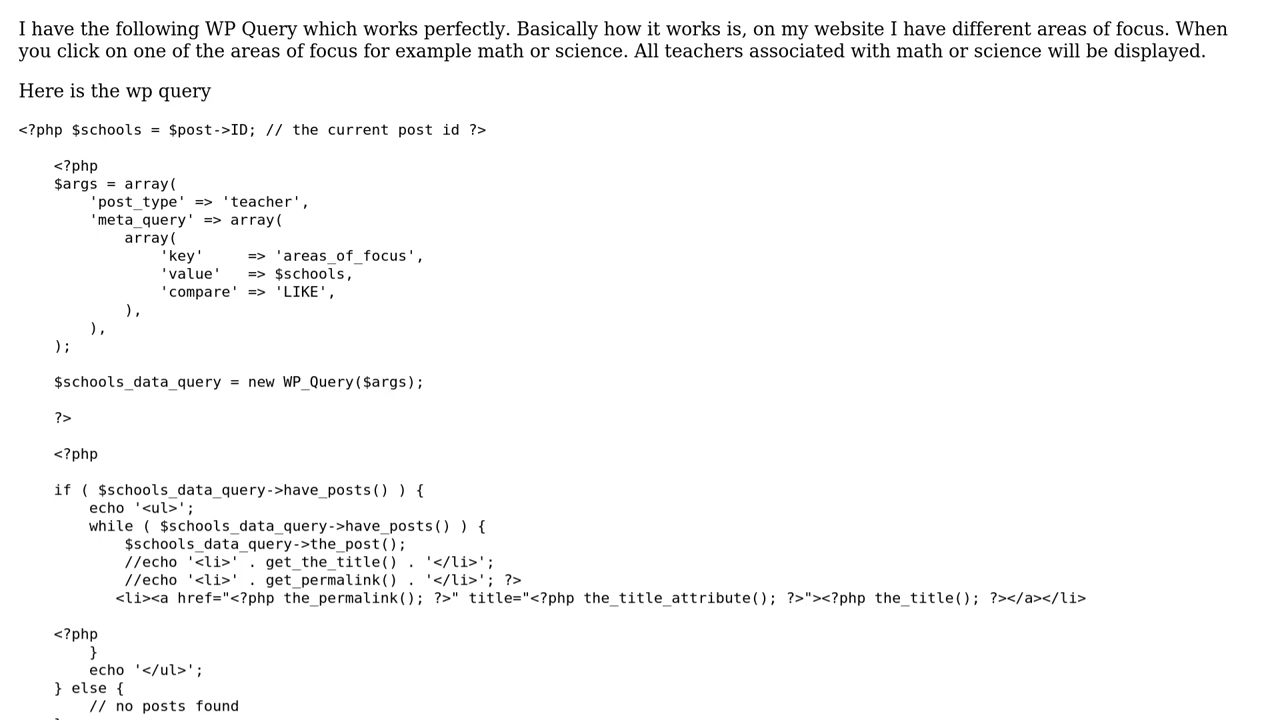 I have the following WP Query which works perfectly. Basically how it works is, on my website I have different areas of focus. When
you click on one of the areas of focus for example math or science. All teachers associated with math or science will be displayed.
Here is the wp query
<?php $schools = $post->ID; // the current post id ?>
    <?php
    $args = array(
        'post_type' => 'teacher',
        'meta_query' => array(
            array(
                'key'     => 'areas_of_focus',
                'value'   => $schools,
                'compare' => 'LIKE',
            ),
        ),
    );
    $schools_data_query = new WP_Query($args);
    ?>
    <?php
    if ( $schools_data_query->have_posts() ) {
        echo '<ul>';
        while ( $schools_data_query->have_posts() ) {
            $schools_data_query->the_post();
            //echo '<li>' . get_the_title() . '</li>';
            //echo '<li>' . get_permalink() . '</li>'; ?>
           <li><a href="<?php the_permalink(); ?>" title="<?php the_title_attribute(); ?>"><?php the_title(); ?></a></li>
    <?php
        }
        echo '</ul>';
    } else {
        // no posts found